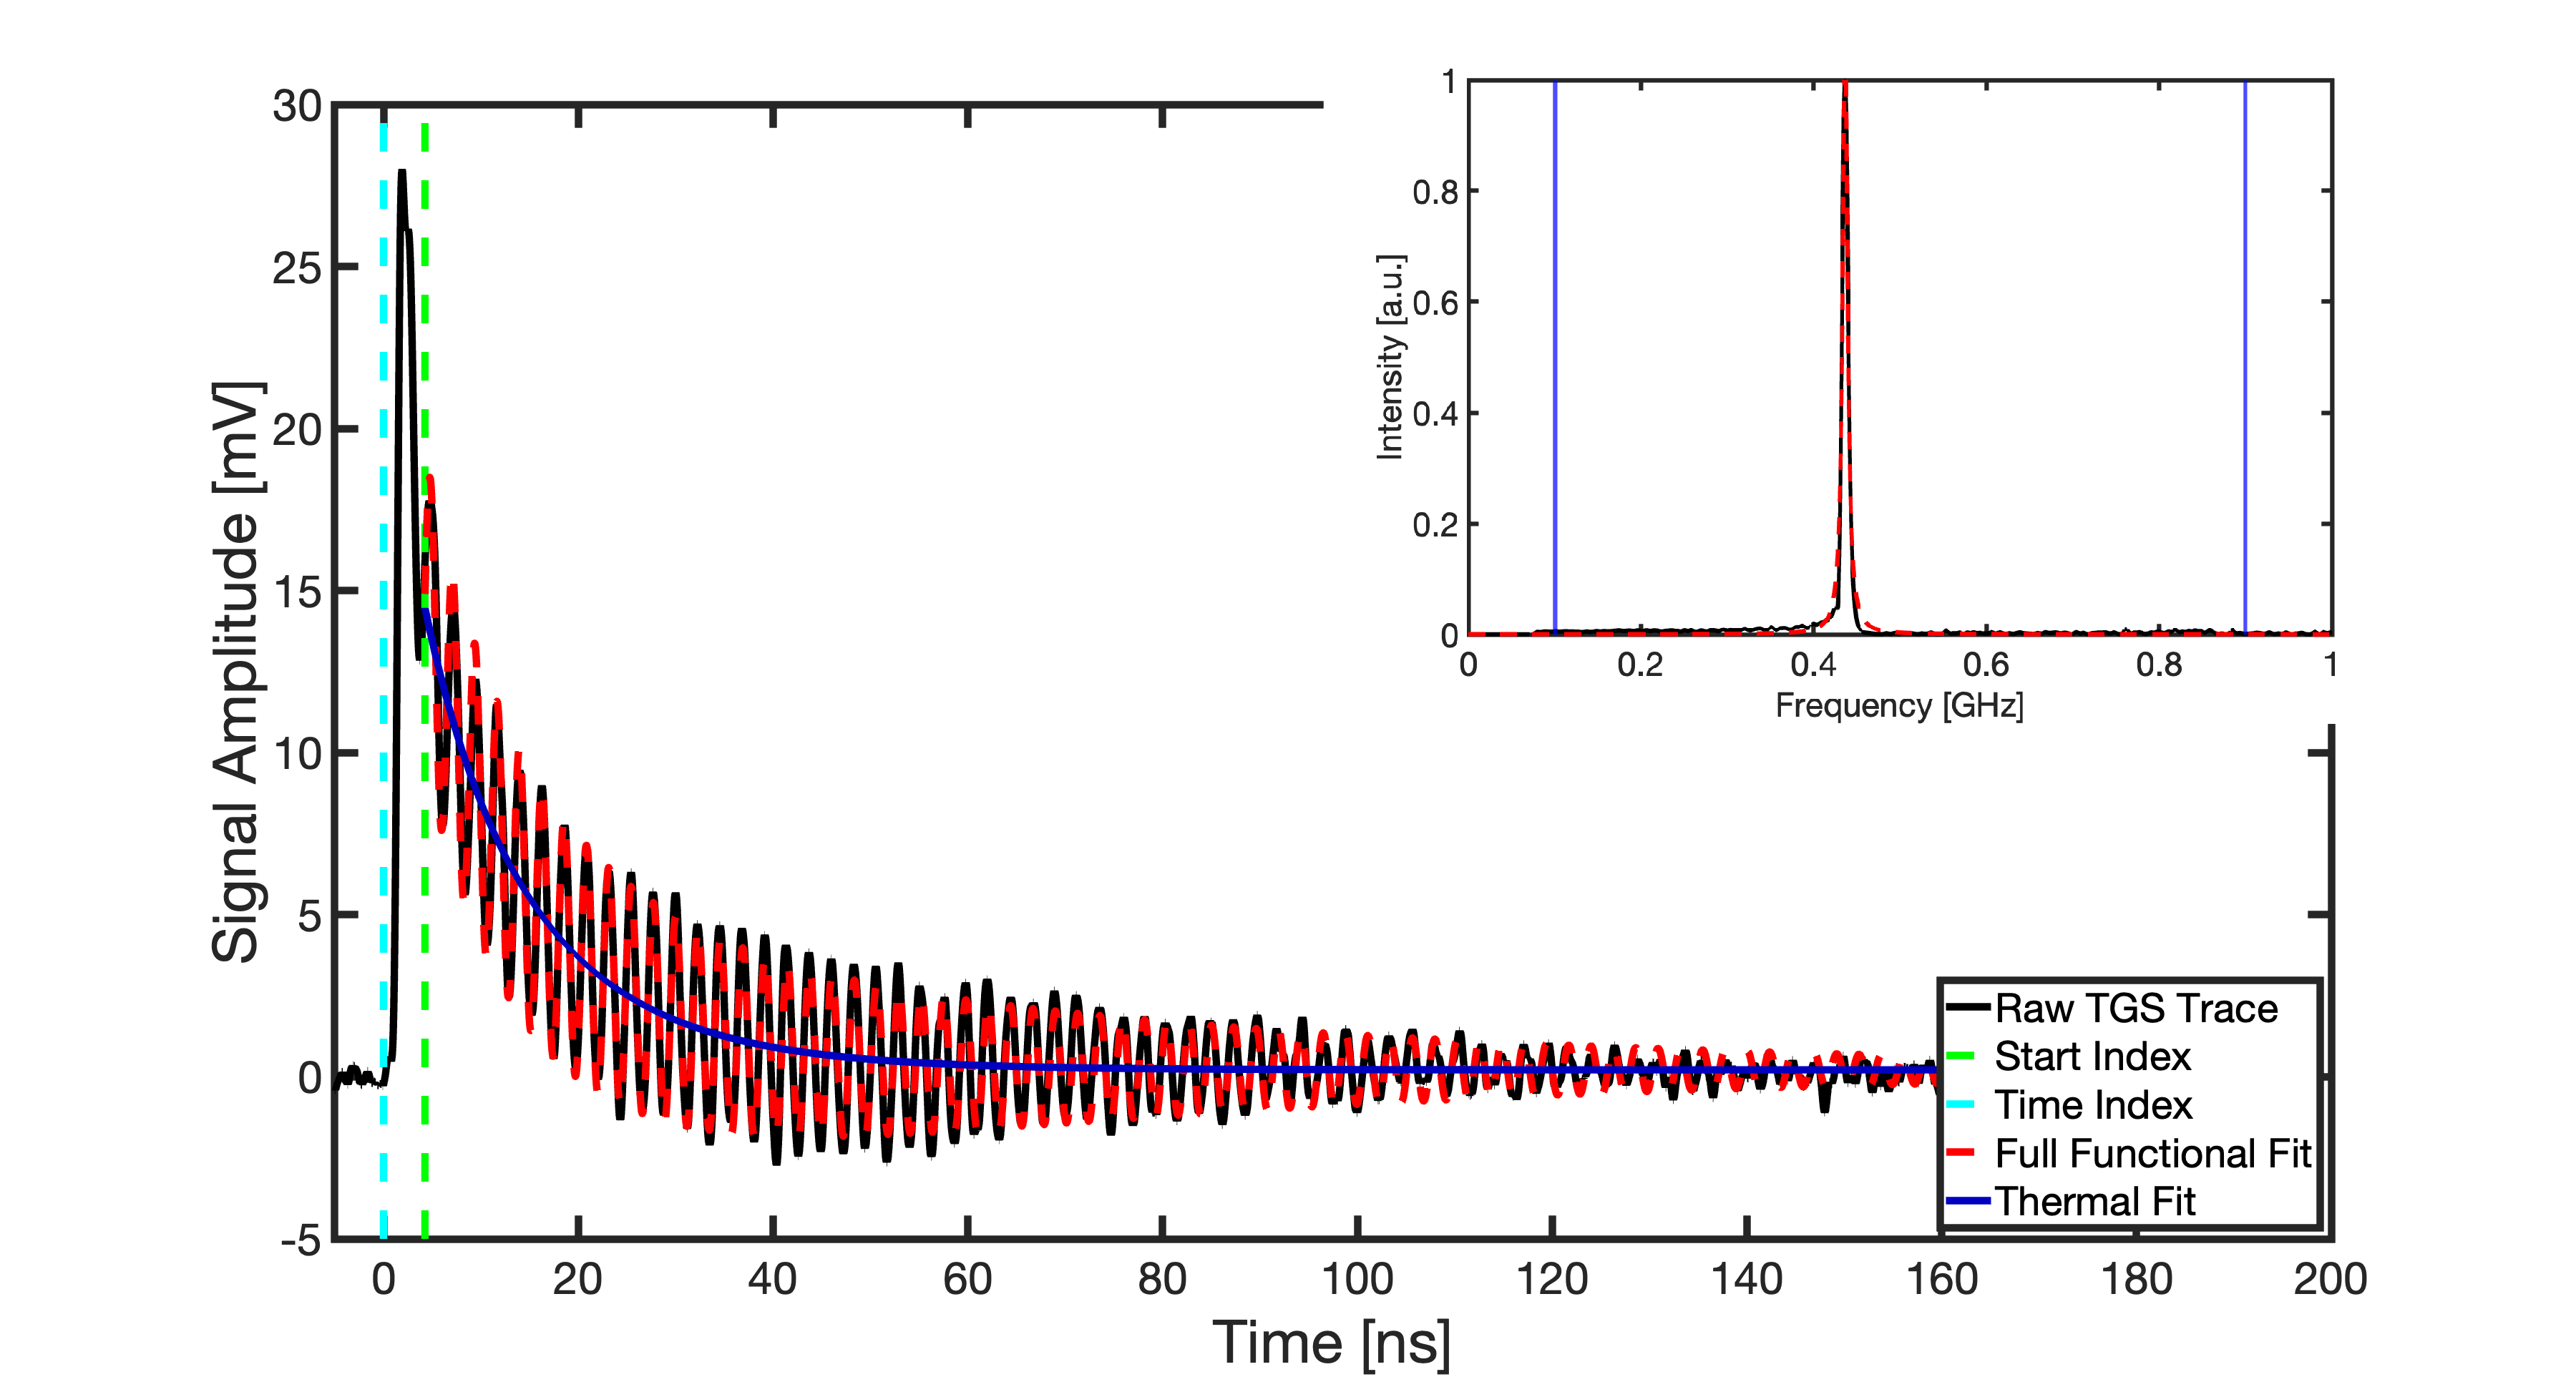 Signal Amplitude [mV]
30
25
20
15
10
5
0
-5
0 20 40 60 80 100 120 140 160 180 200
Time [ns]
Intensity [a.u.]
1
0.8
0.6
0.4
0.2
0
0 0.2 0.4 0.6 0.8 1
Frequency [GHz]
Raw TGS Trace
Start Index
Time Index
Full Functional Fit
Thermal Fit